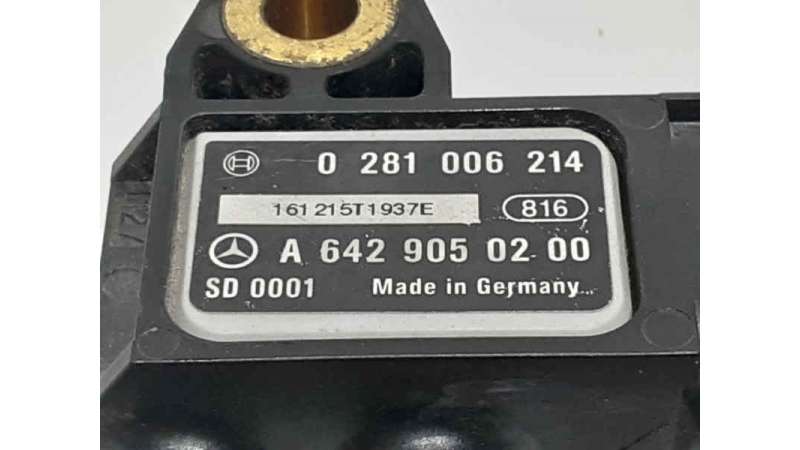 0 281 006 214
161215T1937E 816
A 642 905 02 00
SD 0001 Made in Germany